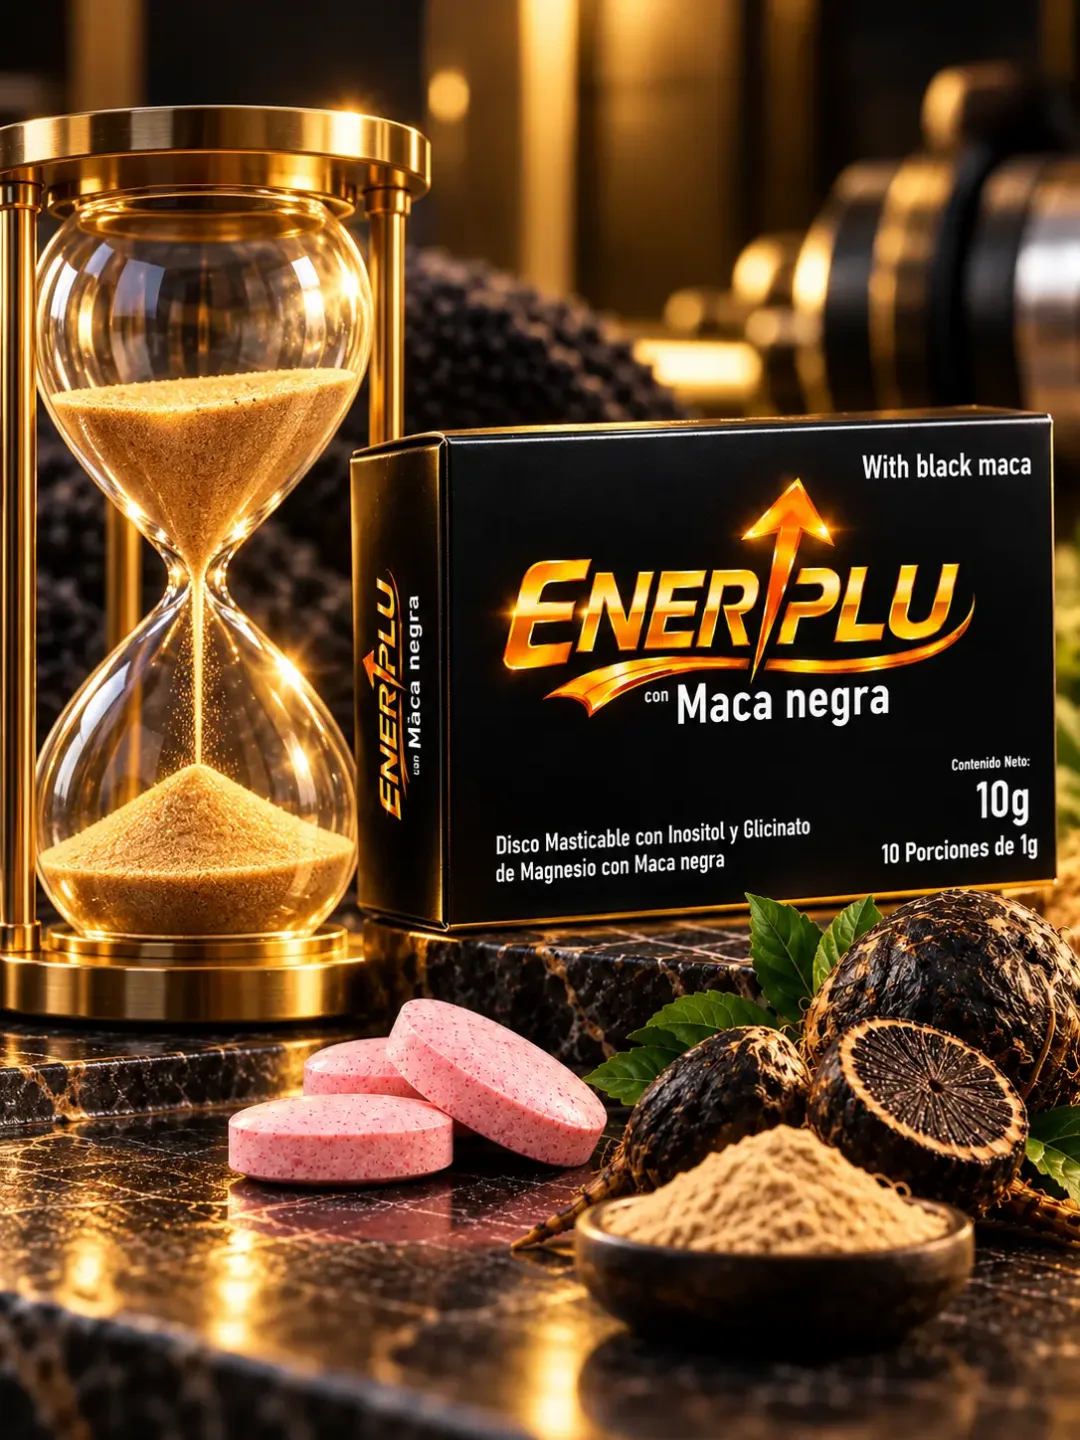 With black maca
ENERPLU
con Maca negra
Contenido Neto:
10g
10 Porciones de 1g
Disco Masticable con Inositol y Glicinato
de Magnesio con Maca negra
ENERPLU
con Maca negra